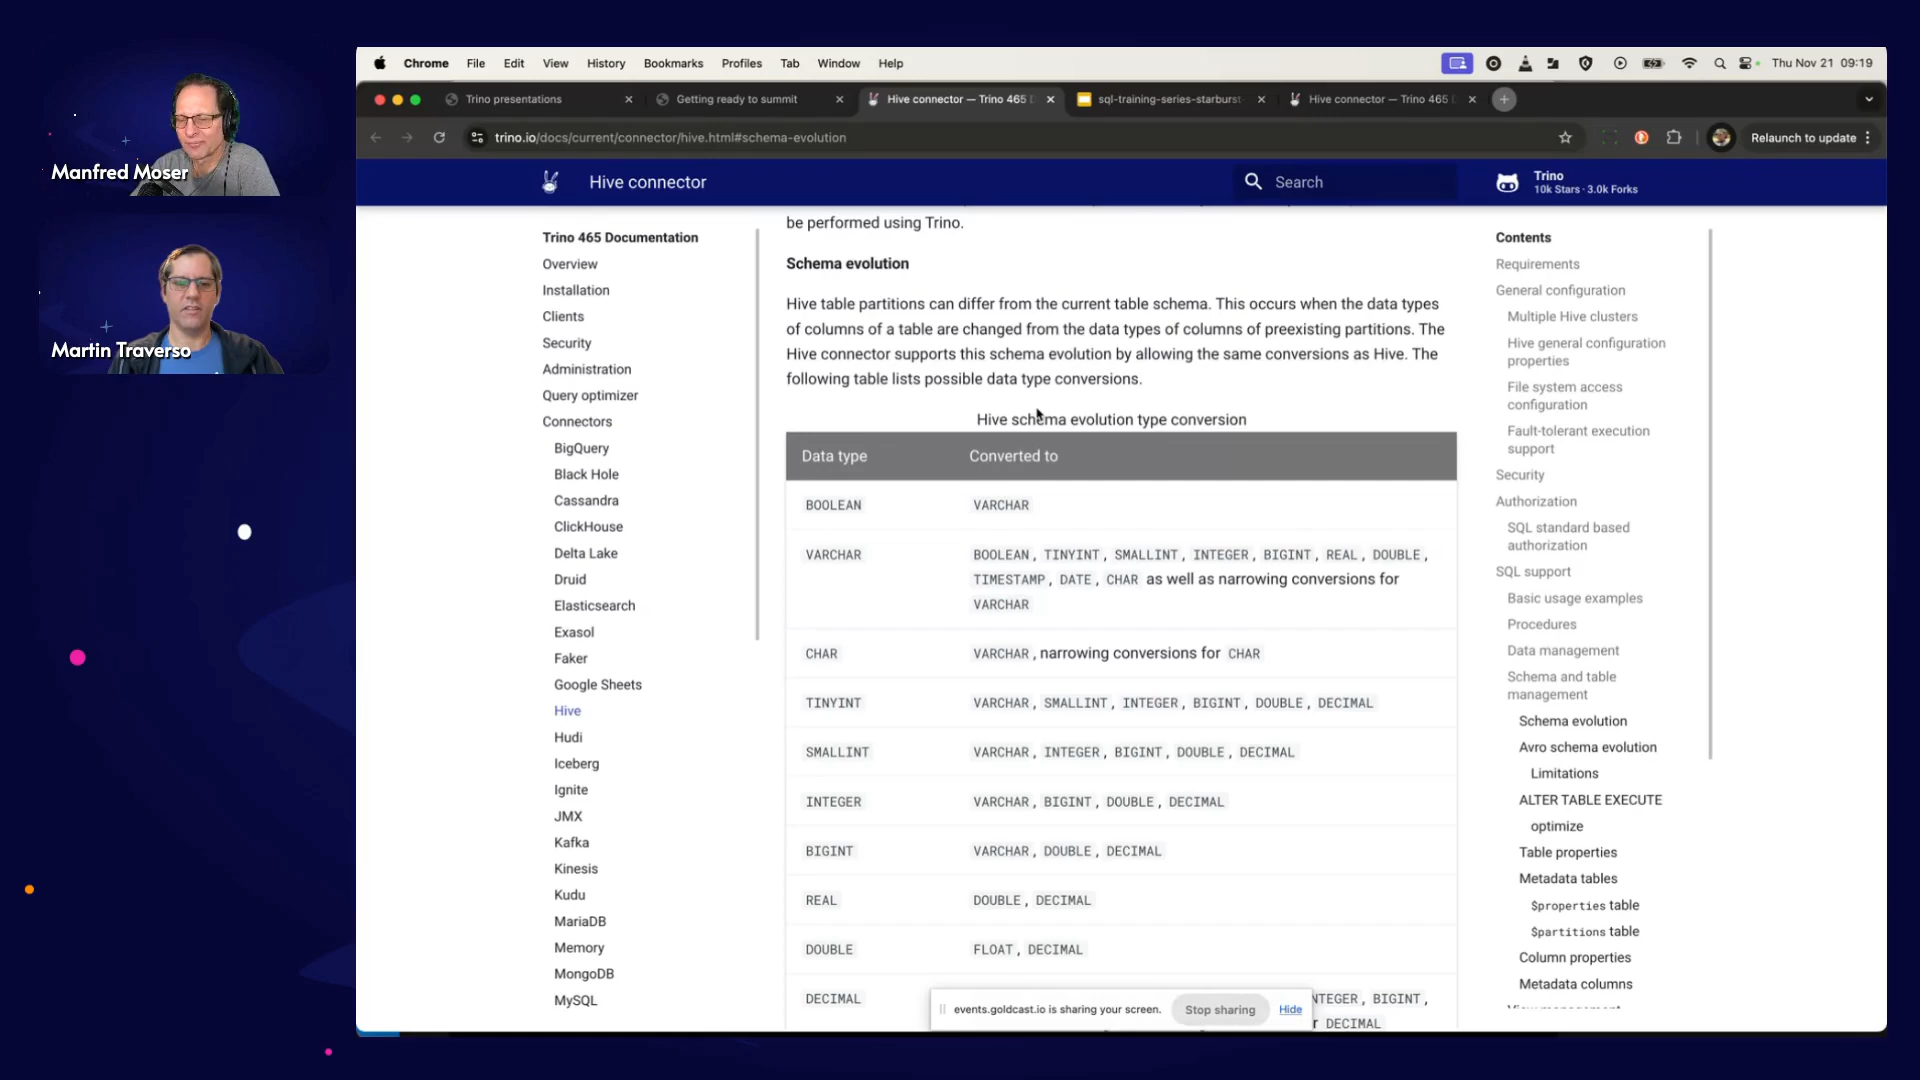 Manfred Moser
Martin Traverso
Chrome File Edit View History Bookmarks Profiles Tab Window Help
Thu Nov 21 09:19
Trino presentations
Getting ready to summit
Hive connector — Trino 465
sql-training-series-starburst
Hive connector — Trino 465
trino.io/docs/current/connector/hive.html#schema-evolution
Relaunch to update
Hive connector
Search
Trino
10k Stars · 3.0k Forks
Trino 465 Documentation
Overview
Installation
Clients
Security
Administration
Query optimizer
Connectors
BigQuery
Black Hole
Cassandra
ClickHouse
Delta Lake
Druid
Elasticsearch
Exasol
Faker
Google Sheets
Hive
Hudi
Iceberg
Ignite
JMX
Kafka
Kinesis
Kudu
MariaDB
Memory
MongoDB
MySQL
be performed using Trino.
Schema evolution
Hive table partitions can differ from the current table schema. This occurs when the data types
of columns of a table are changed from the data types of columns of preexisting partitions. The
Hive connector supports this schema evolution by allowing the same conversions as Hive. The
following table lists possible data type conversions.
Hive schema evolution type conversion
Data type Converted to
BOOLEAN VARCHAR
VARCHAR BOOLEAN, TINYINT, SMALLINT, INTEGER, BIGINT, REAL, DOUBLE,
TIMESTAMP, DATE, CHAR as well as narrowing conversions for
VARCHAR
CHAR VARCHAR, narrowing conversions for CHAR
TINYINT VARCHAR, SMALLINT, INTEGER, BIGINT, DOUBLE, DECIMAL
SMALLINT VARCHAR, INTEGER, BIGINT, DOUBLE, DECIMAL
INTEGER VARCHAR, BIGINT, DOUBLE, DECIMAL
BIGINT VARCHAR, DOUBLE, DECIMAL
REAL DOUBLE, DECIMAL
DOUBLE FLOAT, DECIMAL
DECIMAL NTEGER, BIGINT,
r DECIMAL
events.goldcast.io is sharing your screen. Stop sharing Hide
Contents
Requirements
General configuration
Multiple Hive clusters
Hive general configuration
properties
File system access
configuration
Fault-tolerant execution
support
Security
Authorization
SQL standard based
authorization
SQL support
Basic usage examples
Procedures
Data management
Schema and table
management
Schema evolution
Avro schema evolution
Limitations
ALTER TABLE EXECUTE
optimize
Table properties
Metadata tables
$properties table
$partitions table
Column properties
Metadata columns